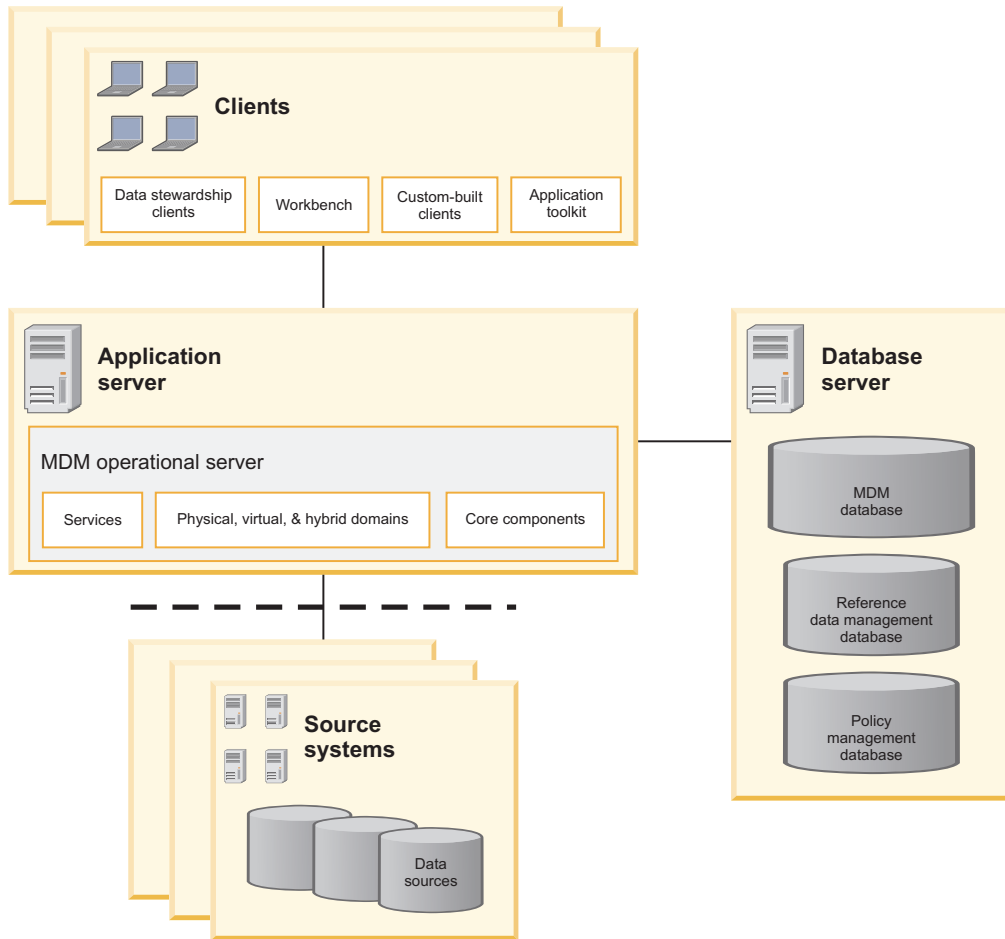 Clients
Data stewardship
clients
Workbench
Custom-built
clients
Application
toolkit
Application
server
MDM operational server
Services
Physical, virtual, & hybrid domains
Core components
Database
server
MDM
database
Reference
data management
database
Policy
management
database
Source
systems
Data
sources